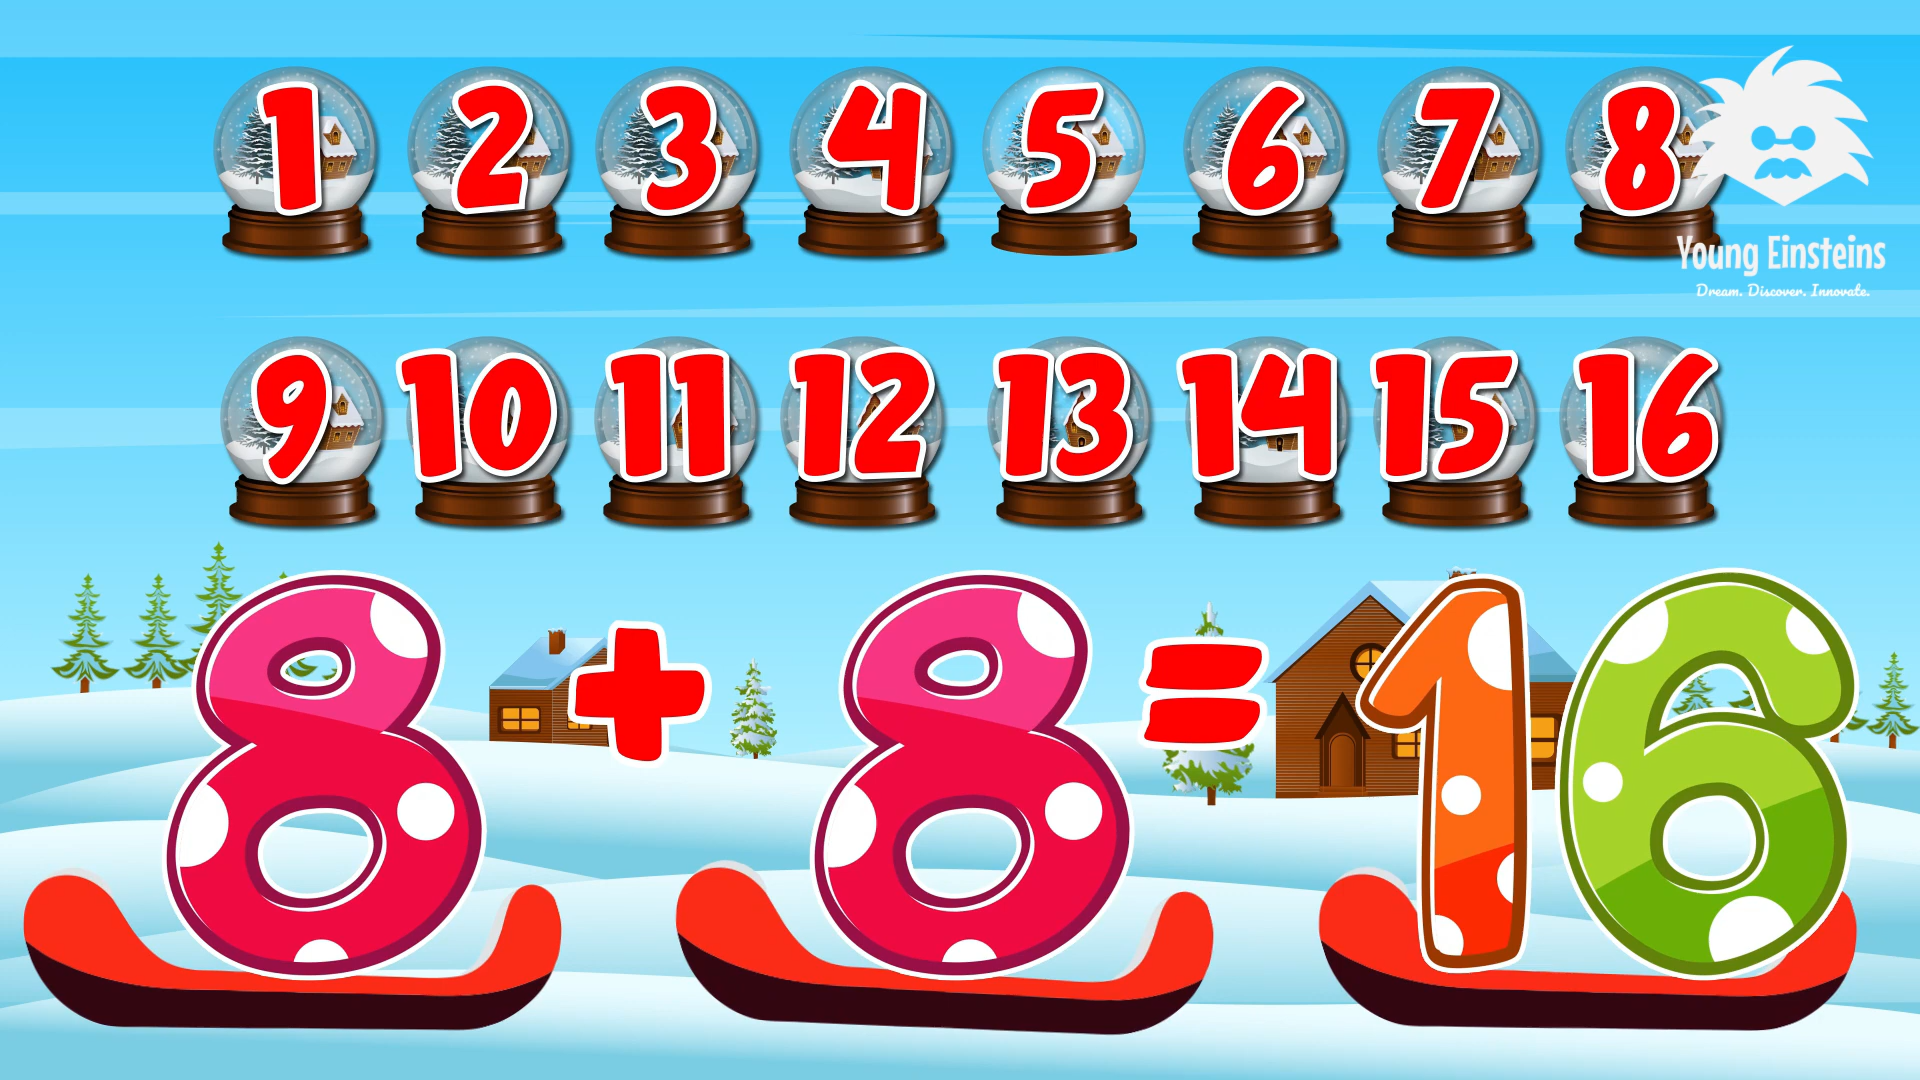 1 2 3 4 5 6 7 8
Young Einsteins
Dream. Discover. Innovate.
9 10 11 12 13 14 15 16
8 + 8 = 16